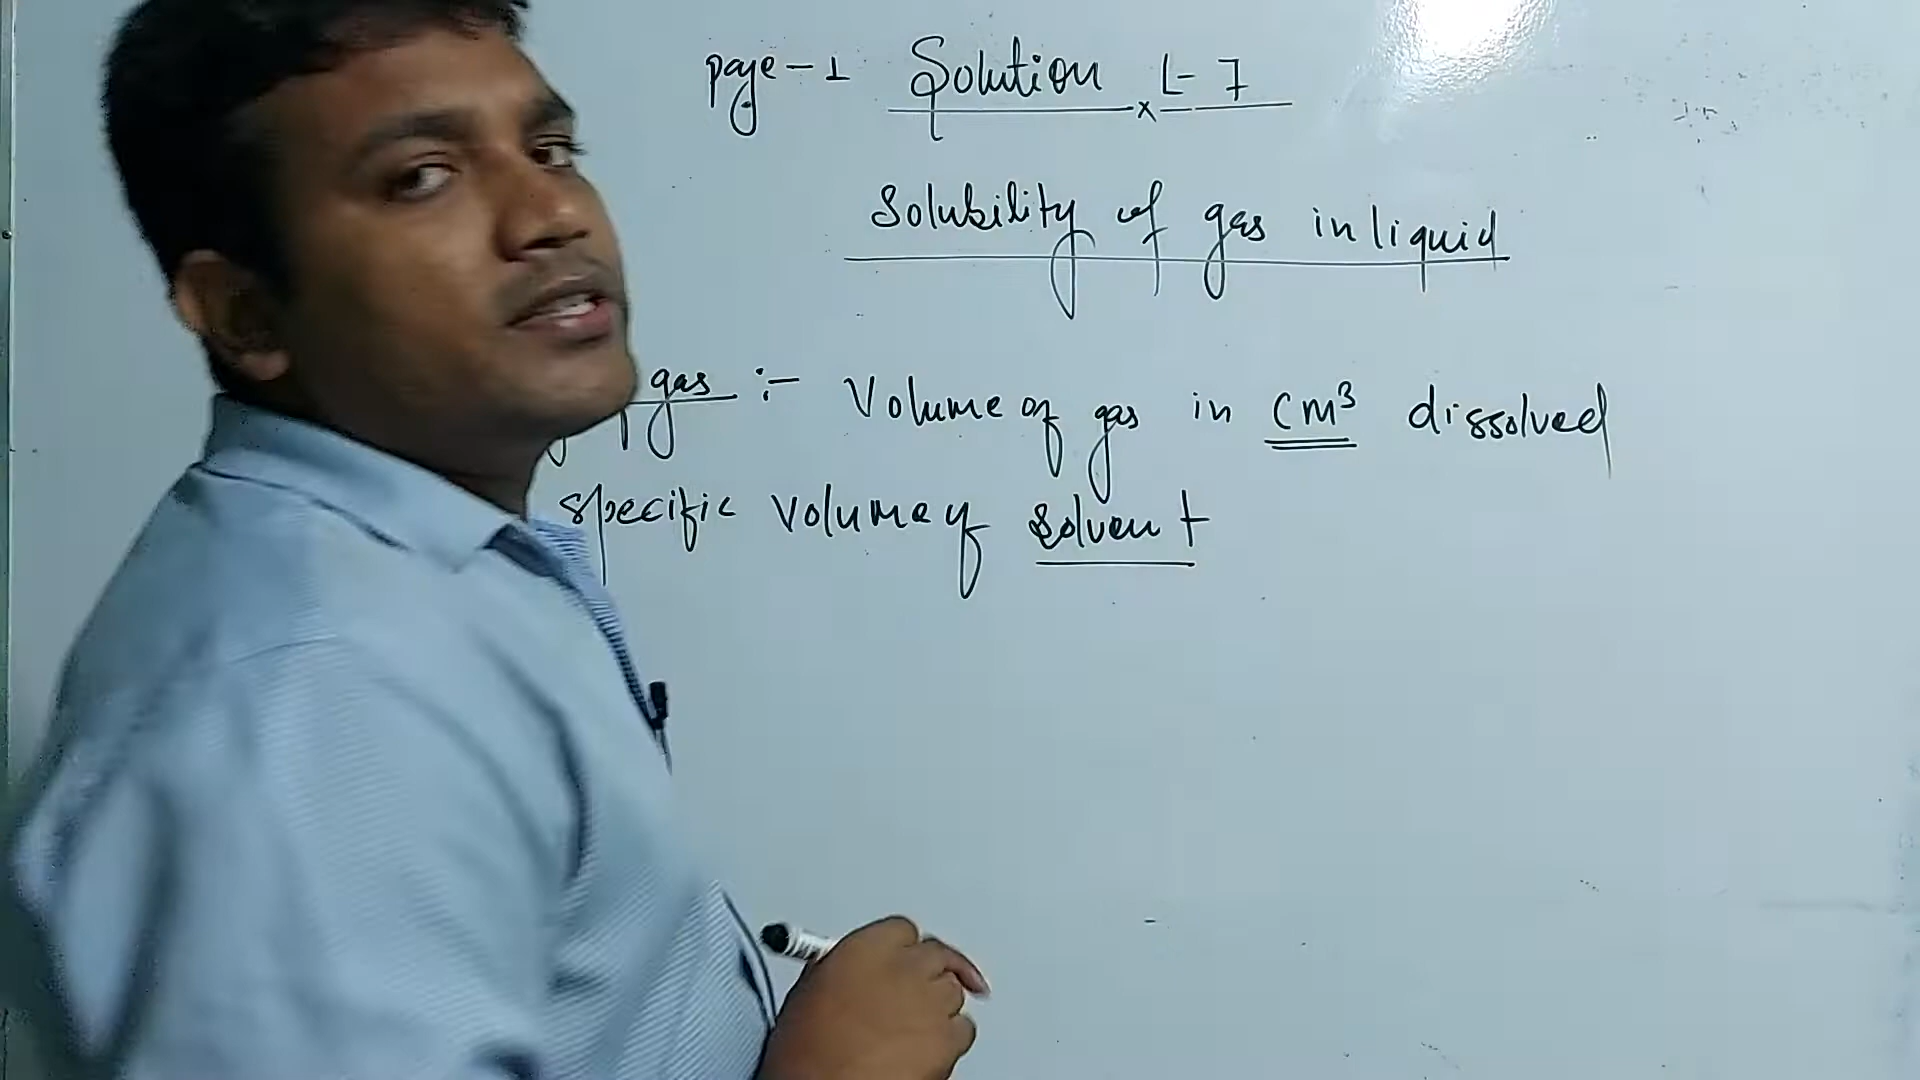 page-1 Solution L-7
Solubility of gas in liquid
gas :- Volume of gas in cm³ dissolved
specific volume of solvent